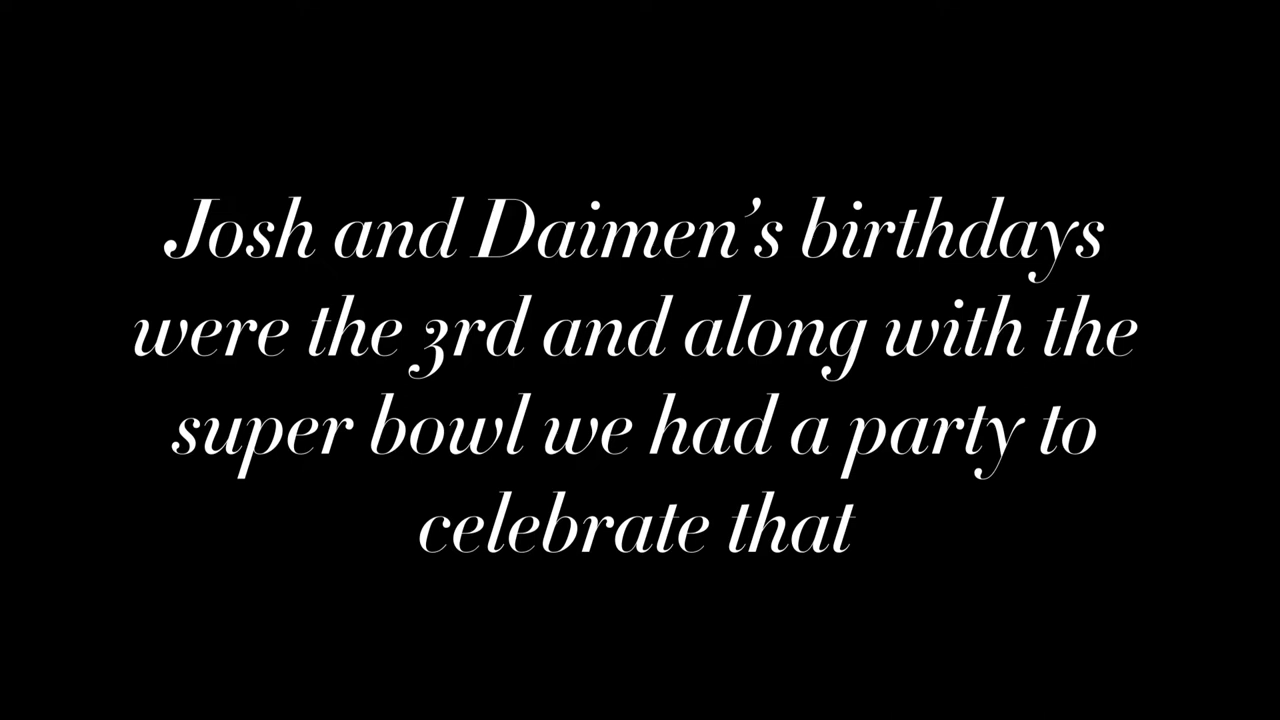 Josh and Daimen’s birthdays
were the 3rd and along with the
super bowl we had a party to
celebrate that